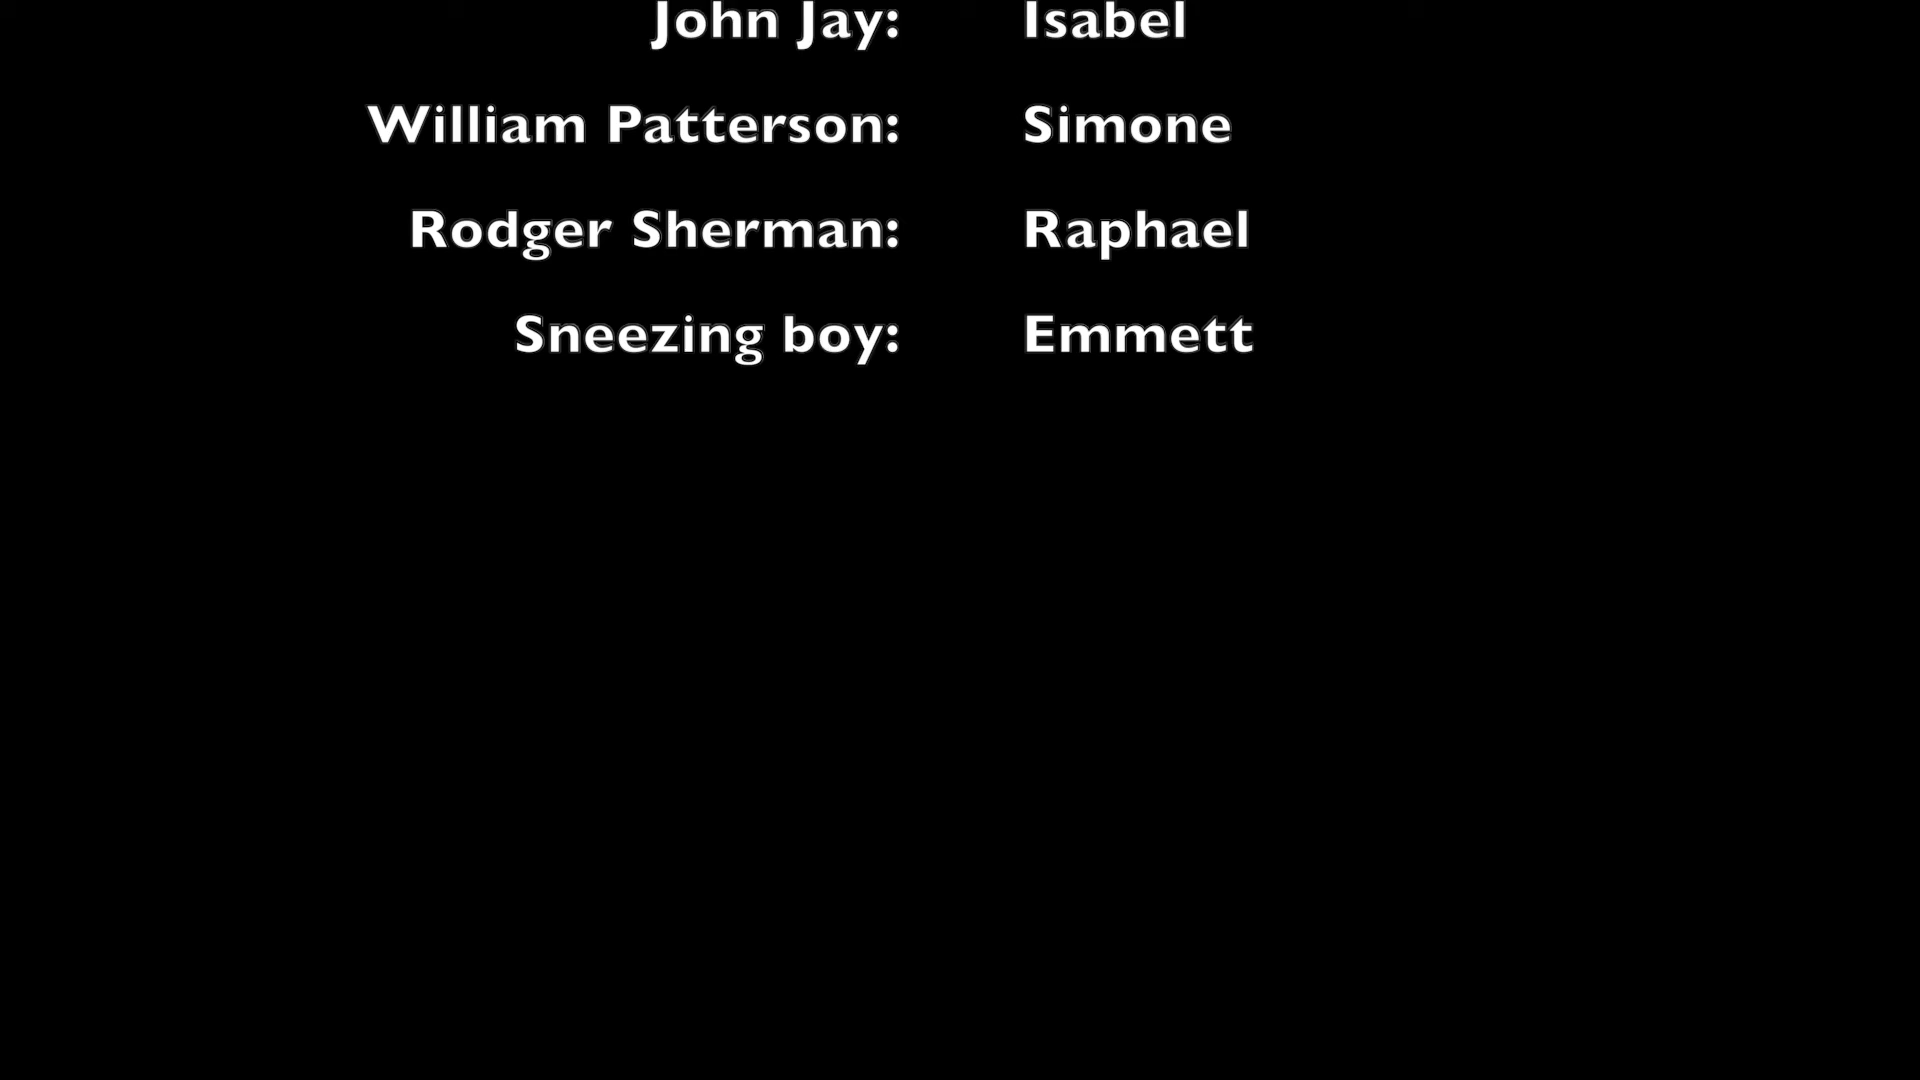 John Jay: Isabel
William Patterson: Simone
Rodger Sherman: Raphael
Sneezing boy: Emmett